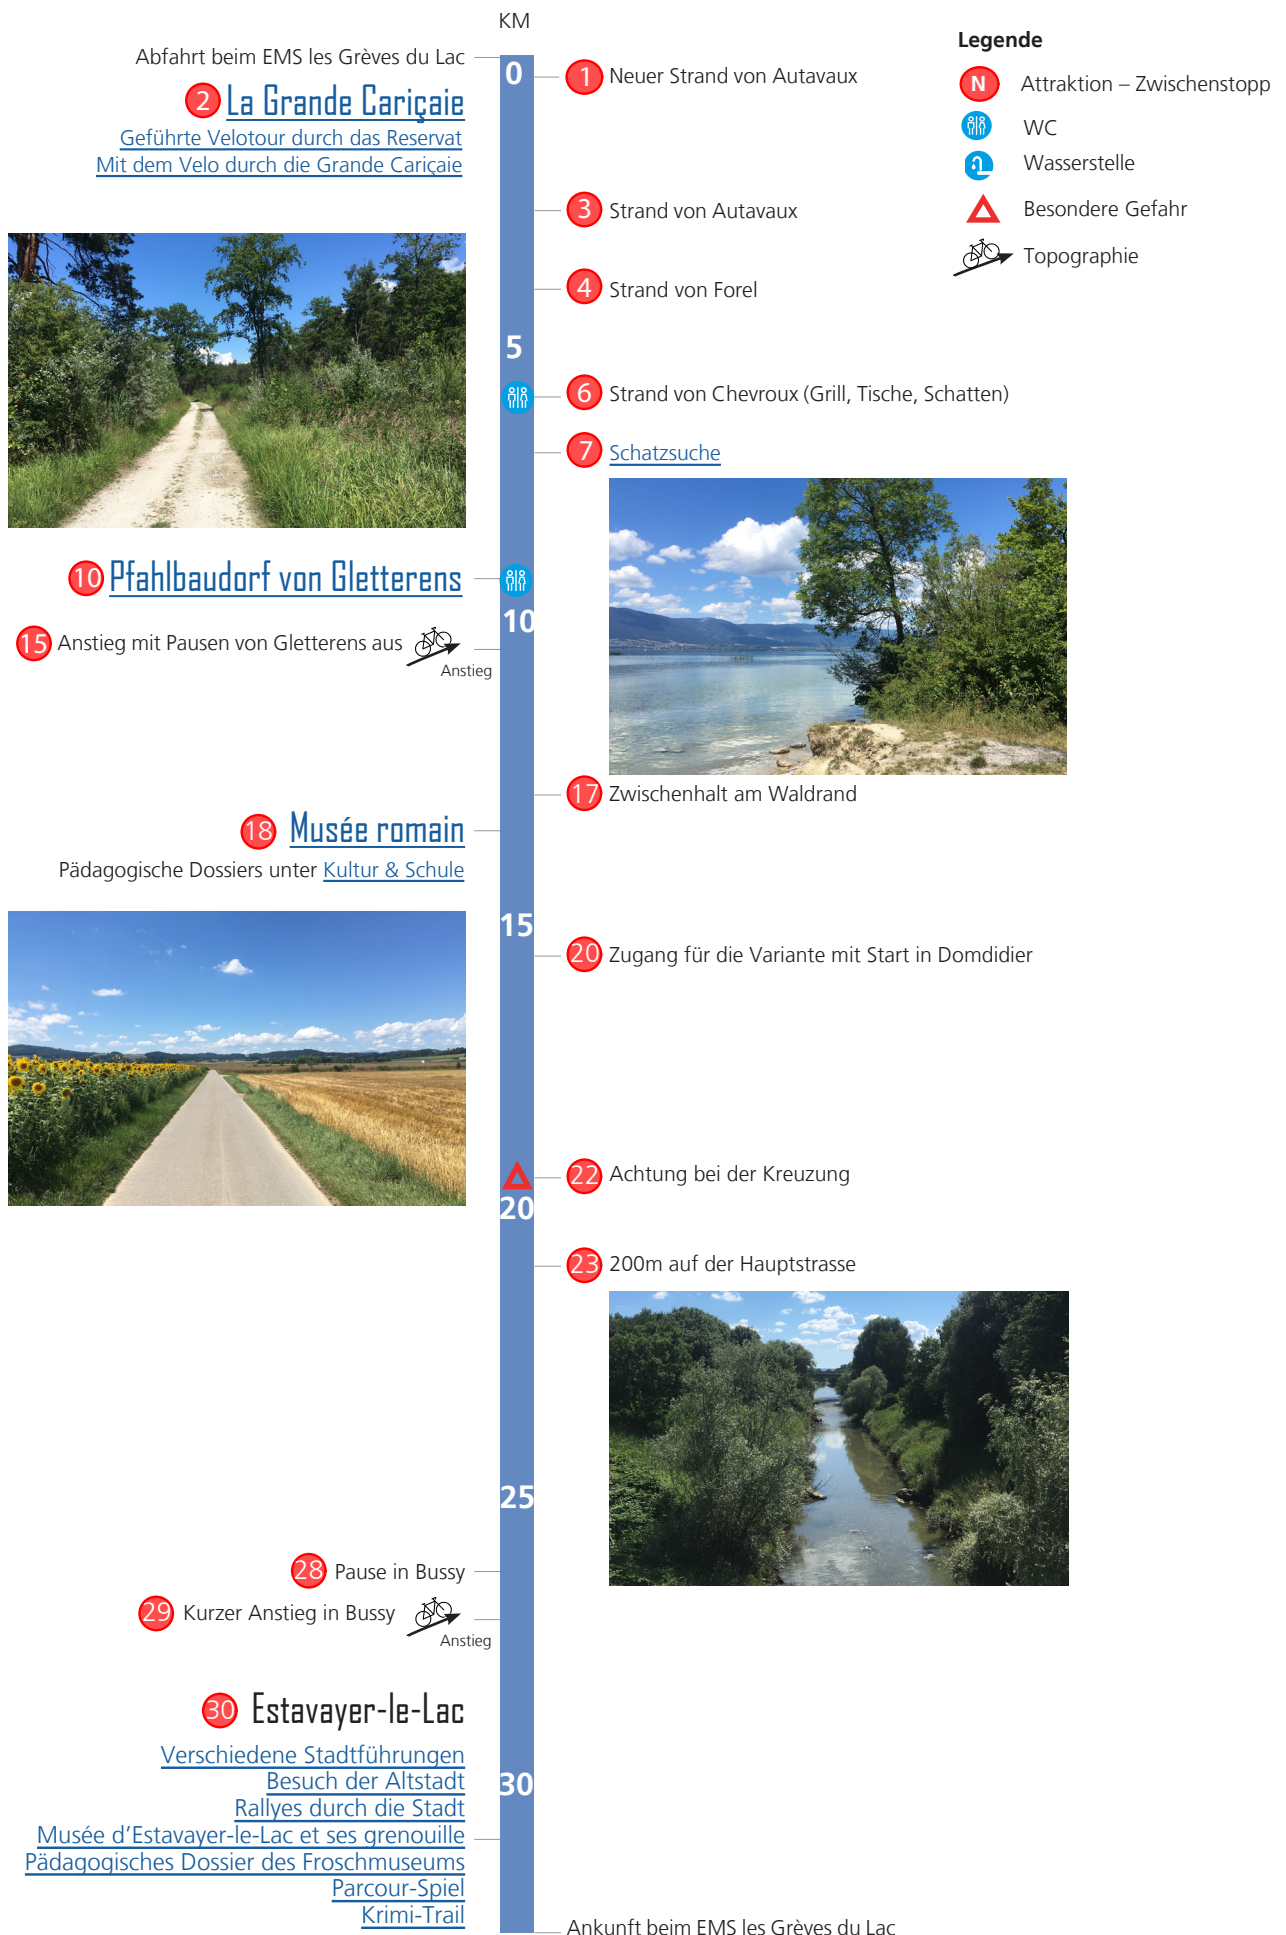 KM
Abfahrt beim EMS les Grèves du Lac
0
1 Neuer Strand von Autavaux
2 La Grande Cariçaie
Geführte Velotour durch das Reservat
Mit dem Velo durch die Grande Cariçaie
Legende
N Attraktion – Zwischenstopp
WC
Wasserstelle
Besondere Gefahr
Topographie
3 Strand von Autavaux
4 Strand von Forel
5
6 Strand von Chevroux (Grill, Tische, Schatten)
7 Schatzsuche
10 Pfahlbaudorf von Gletterens
10
15 Anstieg mit Pausen von Gletterens aus
Anstieg
17 Zwischenhalt am Waldrand
18 Musée romain
Pädagogische Dossiers unter Kultur & Schule
15
20 Zugang für die Variante mit Start in Domdidier
22 Achtung bei der Kreuzung
20
23 200m auf der Hauptstrasse
25
28 Pause in Bussy
29 Kurzer Anstieg in Bussy
Anstieg
30 Estavayer-le-Lac
Verschiedene Stadtführungen
Besuch der Altstadt
30
Rallyes durch die Stadt
Musée d'Estavayer-le-Lac et ses grenouille
Pädagogisches Dossier des Froschmuseums
Parcour-Spiel
Krimi-Trail
Ankunft beim EMS les Grèves du Lac